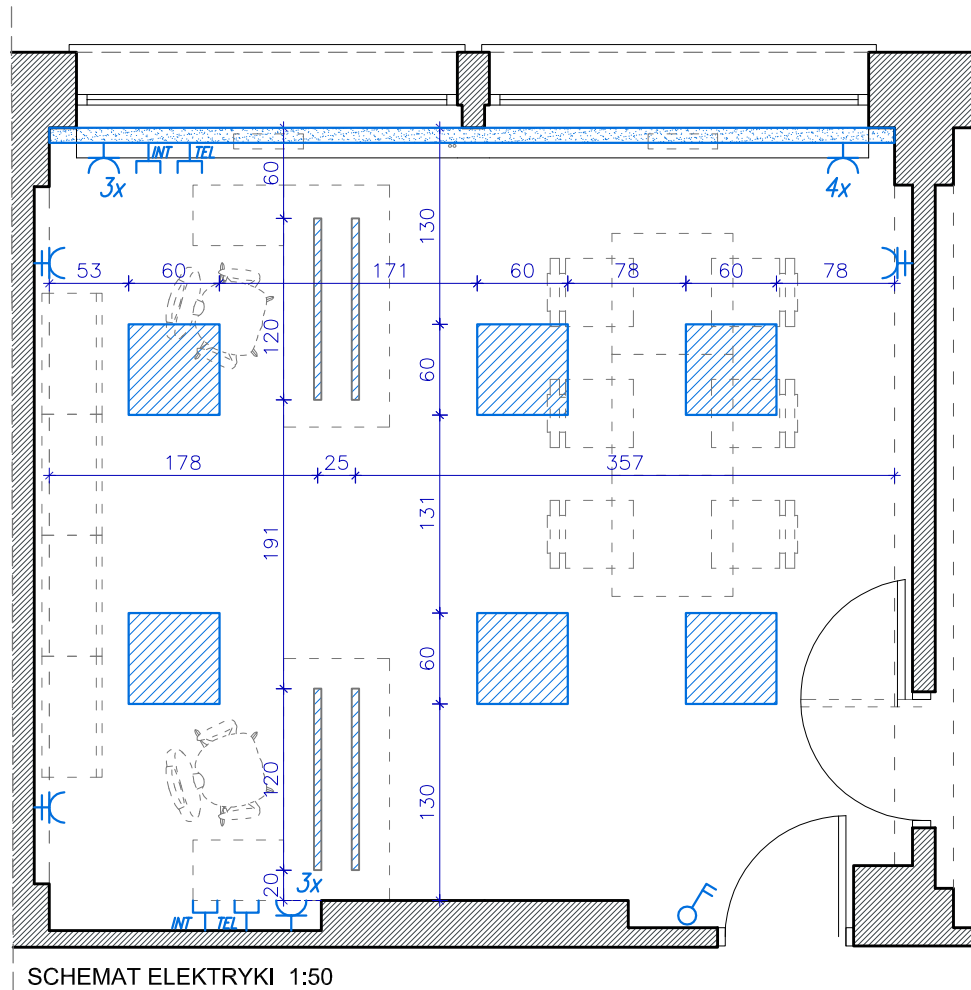 INT TEL
3x 4x
60 130
53 60 171 60 78 60 78
120 60
178 25 357
191 131
60
120 130
20 3x
INT TEL
SCHEMAT ELEKTRYKI 1:50